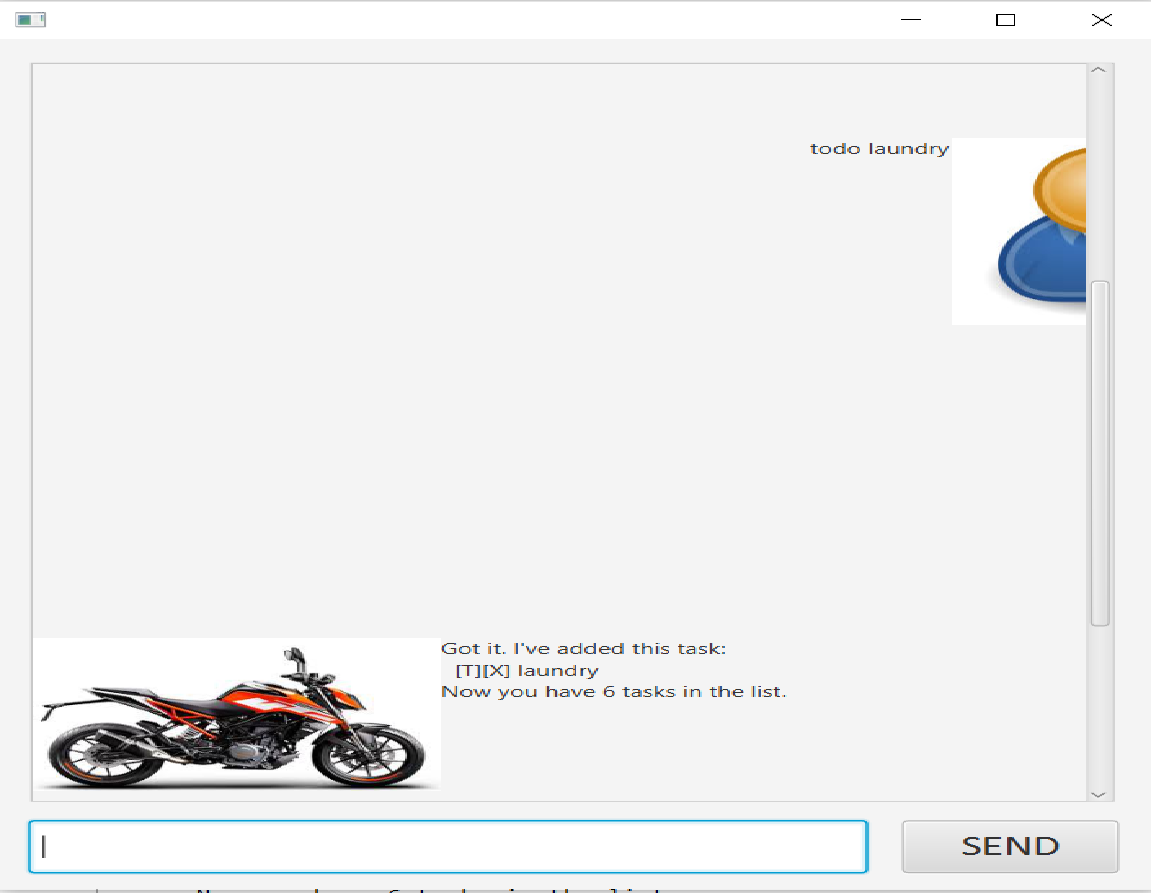 todo laundry
Got it. I've added this task:
[T][X] laundry
Now you have 6 tasks in the list.
SEND